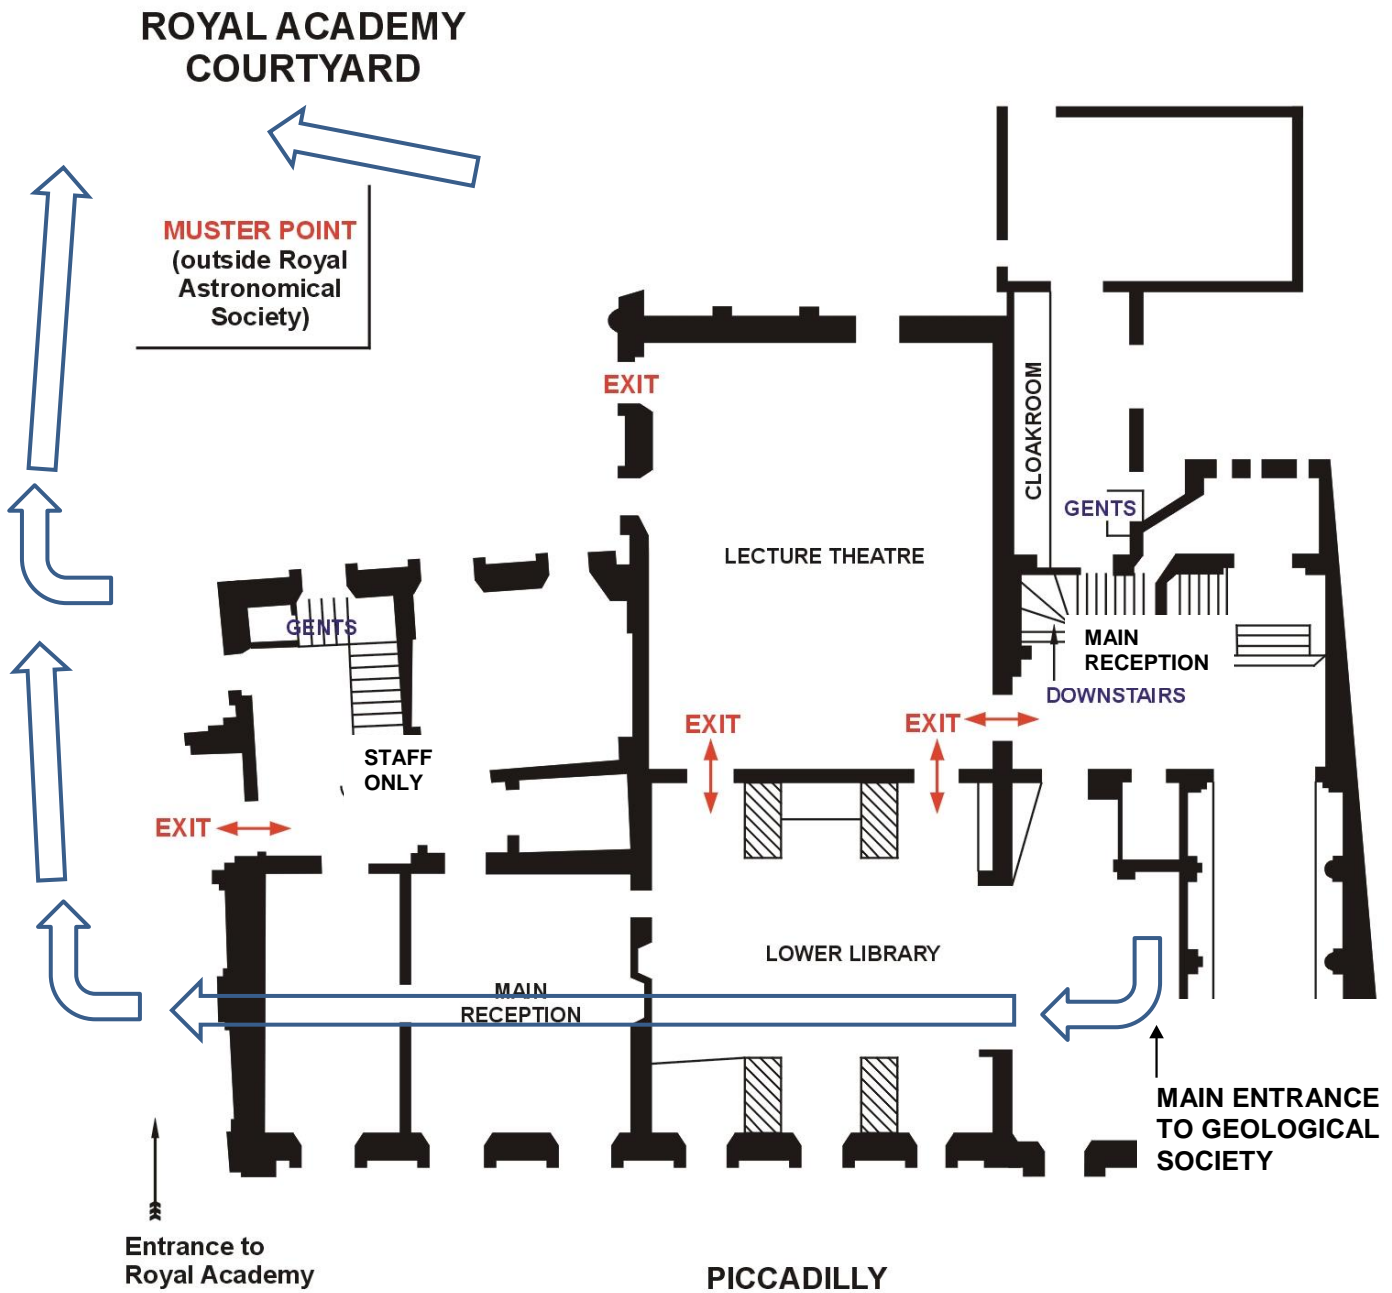 ROYAL ACADEMY
COURTYARD
MUSTER POINT
(outside Royal
Astronomical
Society)
EXIT
CLOAKROOM
GENTS
LECTURE THEATRE
GENTS
MAIN
RECEPTION
DOWNSTAIRS
EXIT
EXIT
STAFF
ONLY
EXIT
LOWER LIBRARY
MAIN
RECEPTION
MAIN ENTRANCE
TO GEOLOGICAL
SOCIETY
Entrance to
Royal Academy
PICCADILLY